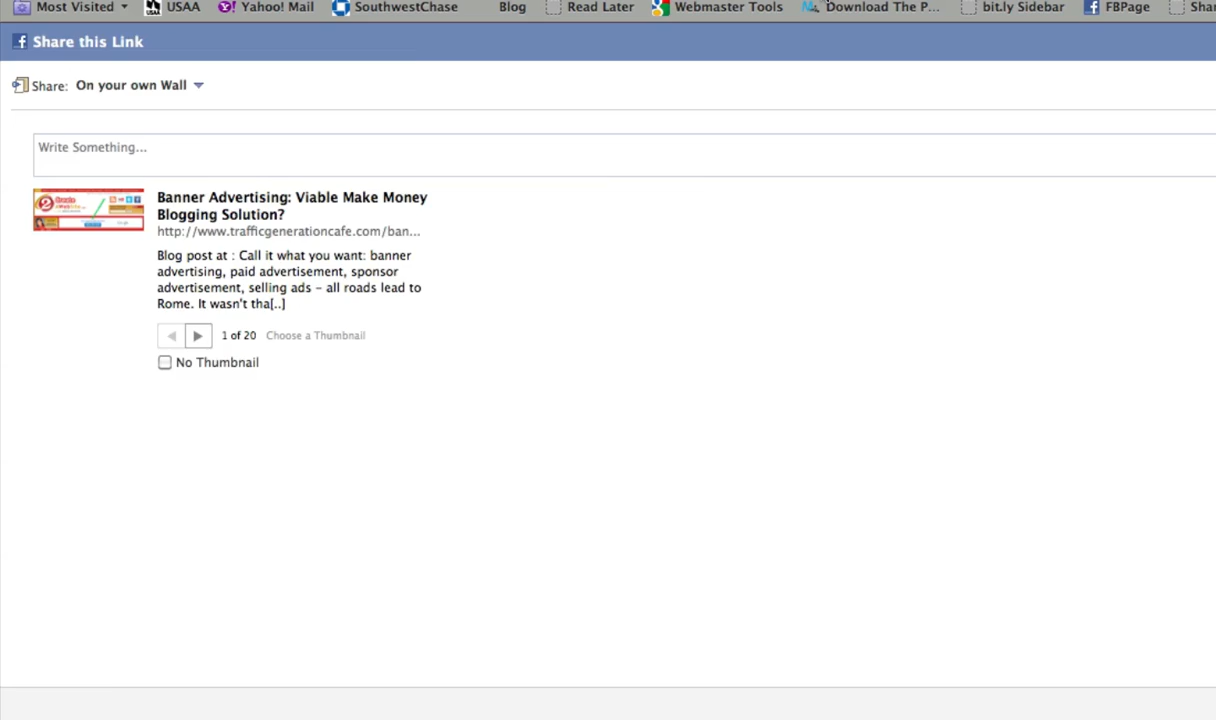 Most Visited USAA Yahoo! Mail SouthwestChase Blog Read Later Webmaster Tools Download The P... bit.ly Sidebar FBPage Shar
f Share this Link
Share: On your own Wall
Write Something...
Banner Advertising: Viable Make Money
Blogging Solution?
http://www.trafficgenerationcafe.com/ban...
Blog post at : Call it what you want: banner
advertising, paid advertisement, sponsor
advertisement, selling ads – all roads lead to
Rome. It wasn't tha[..]
1 of 20 Choose a Thumbnail
No Thumbnail